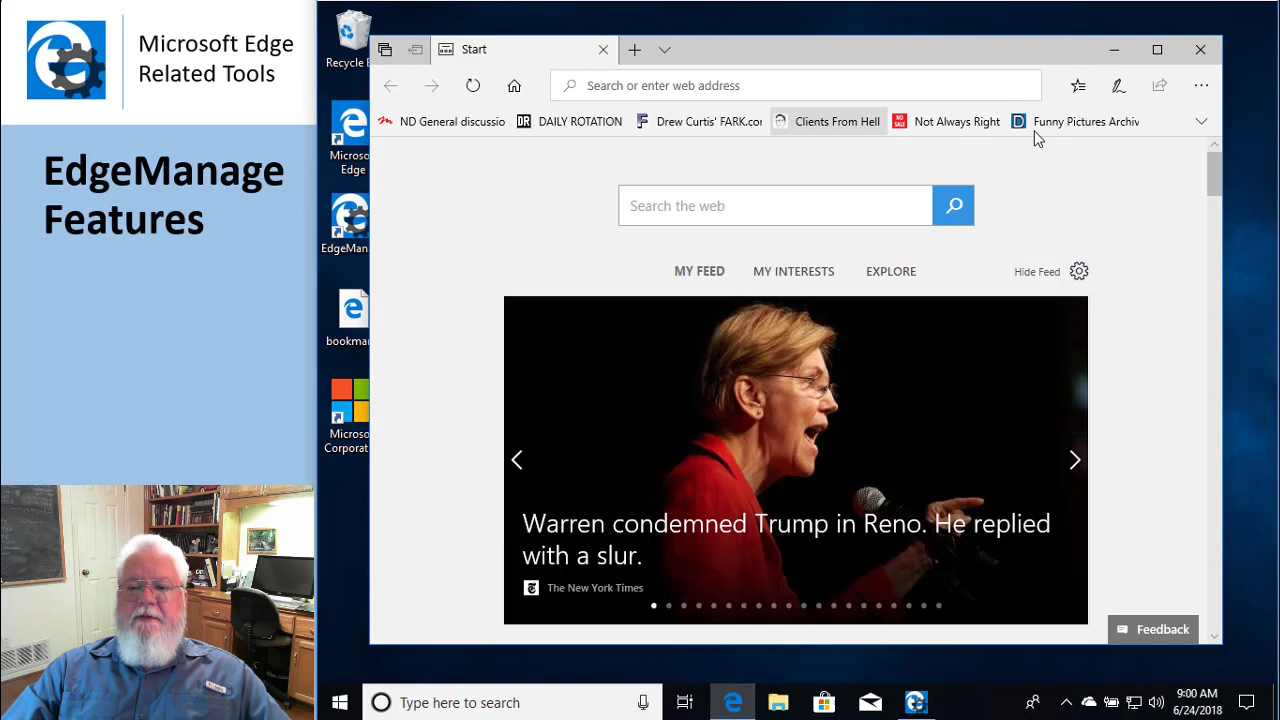 Microsoft Edge
Related Tools
EdgeManage
Features
Recycle B
Microso
Edge
EdgeMan
bookmar
Microso
Corporat
Start
Search or enter web address
ND General discussio
DAILY ROTATION
Drew Curtis' FARK.cor
Clients From Hell
Not Always Right
Funny Pictures Archiv
Search the web
MY FEED
MY INTERESTS
EXPLORE
Hide Feed
Warren condemned Trump in Reno. He replied
with a slur.
The New York Times
Feedback
Type here to search
9:00 AM
6/24/2018